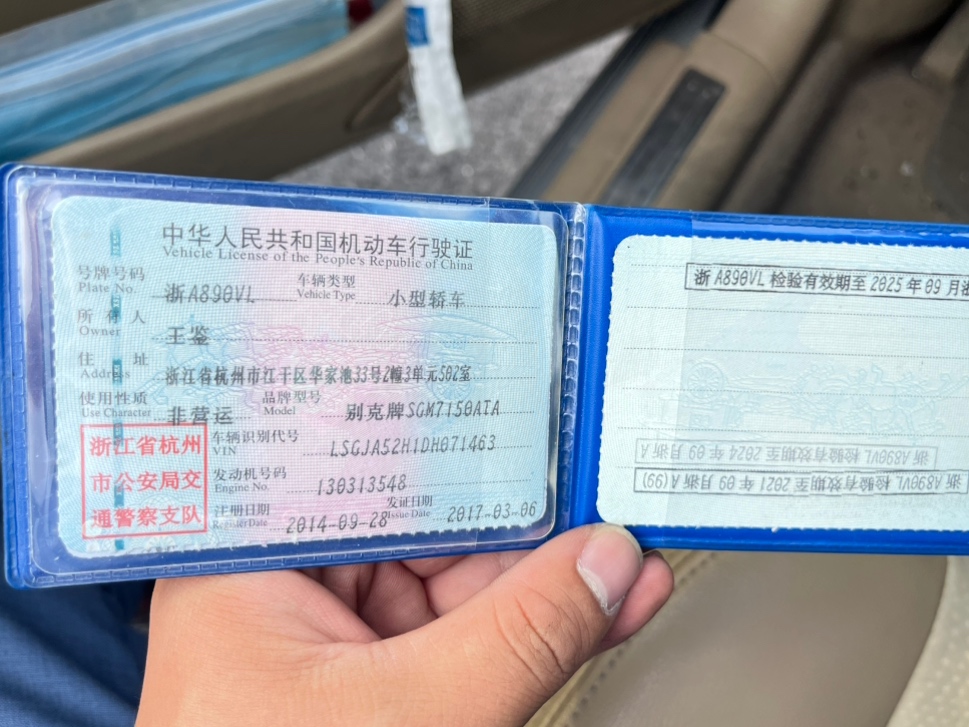 中华人民共和国机动车行驶证
Vehicle License of the People's Republic of China
号牌号码 浙A890VL 车辆类型 小型轿车
Plate No. Vehicle Type
所有人 王鉴
Owner
住址 浙江省杭州市江干区华家池33号2幢3单元502室
Address
使用性质 非营运 品牌型号 别克牌SGM7150ATA
Use Character Model
浙江省杭州
市公安局交
通警察支队
车辆识别代号 LSGJA52H1DH071463
VIN
发动机号码 130313548
Engine No.
注册日期 2014-09-28 发证日期 2017-03-06
Register Date Issue Date
浙A890VL 检验有效期至 2025年09月浙
浙A890VL 检验有效期至 2024年09月浙A
浙A890VL 检验有效期至 2021年09月浙A(99)